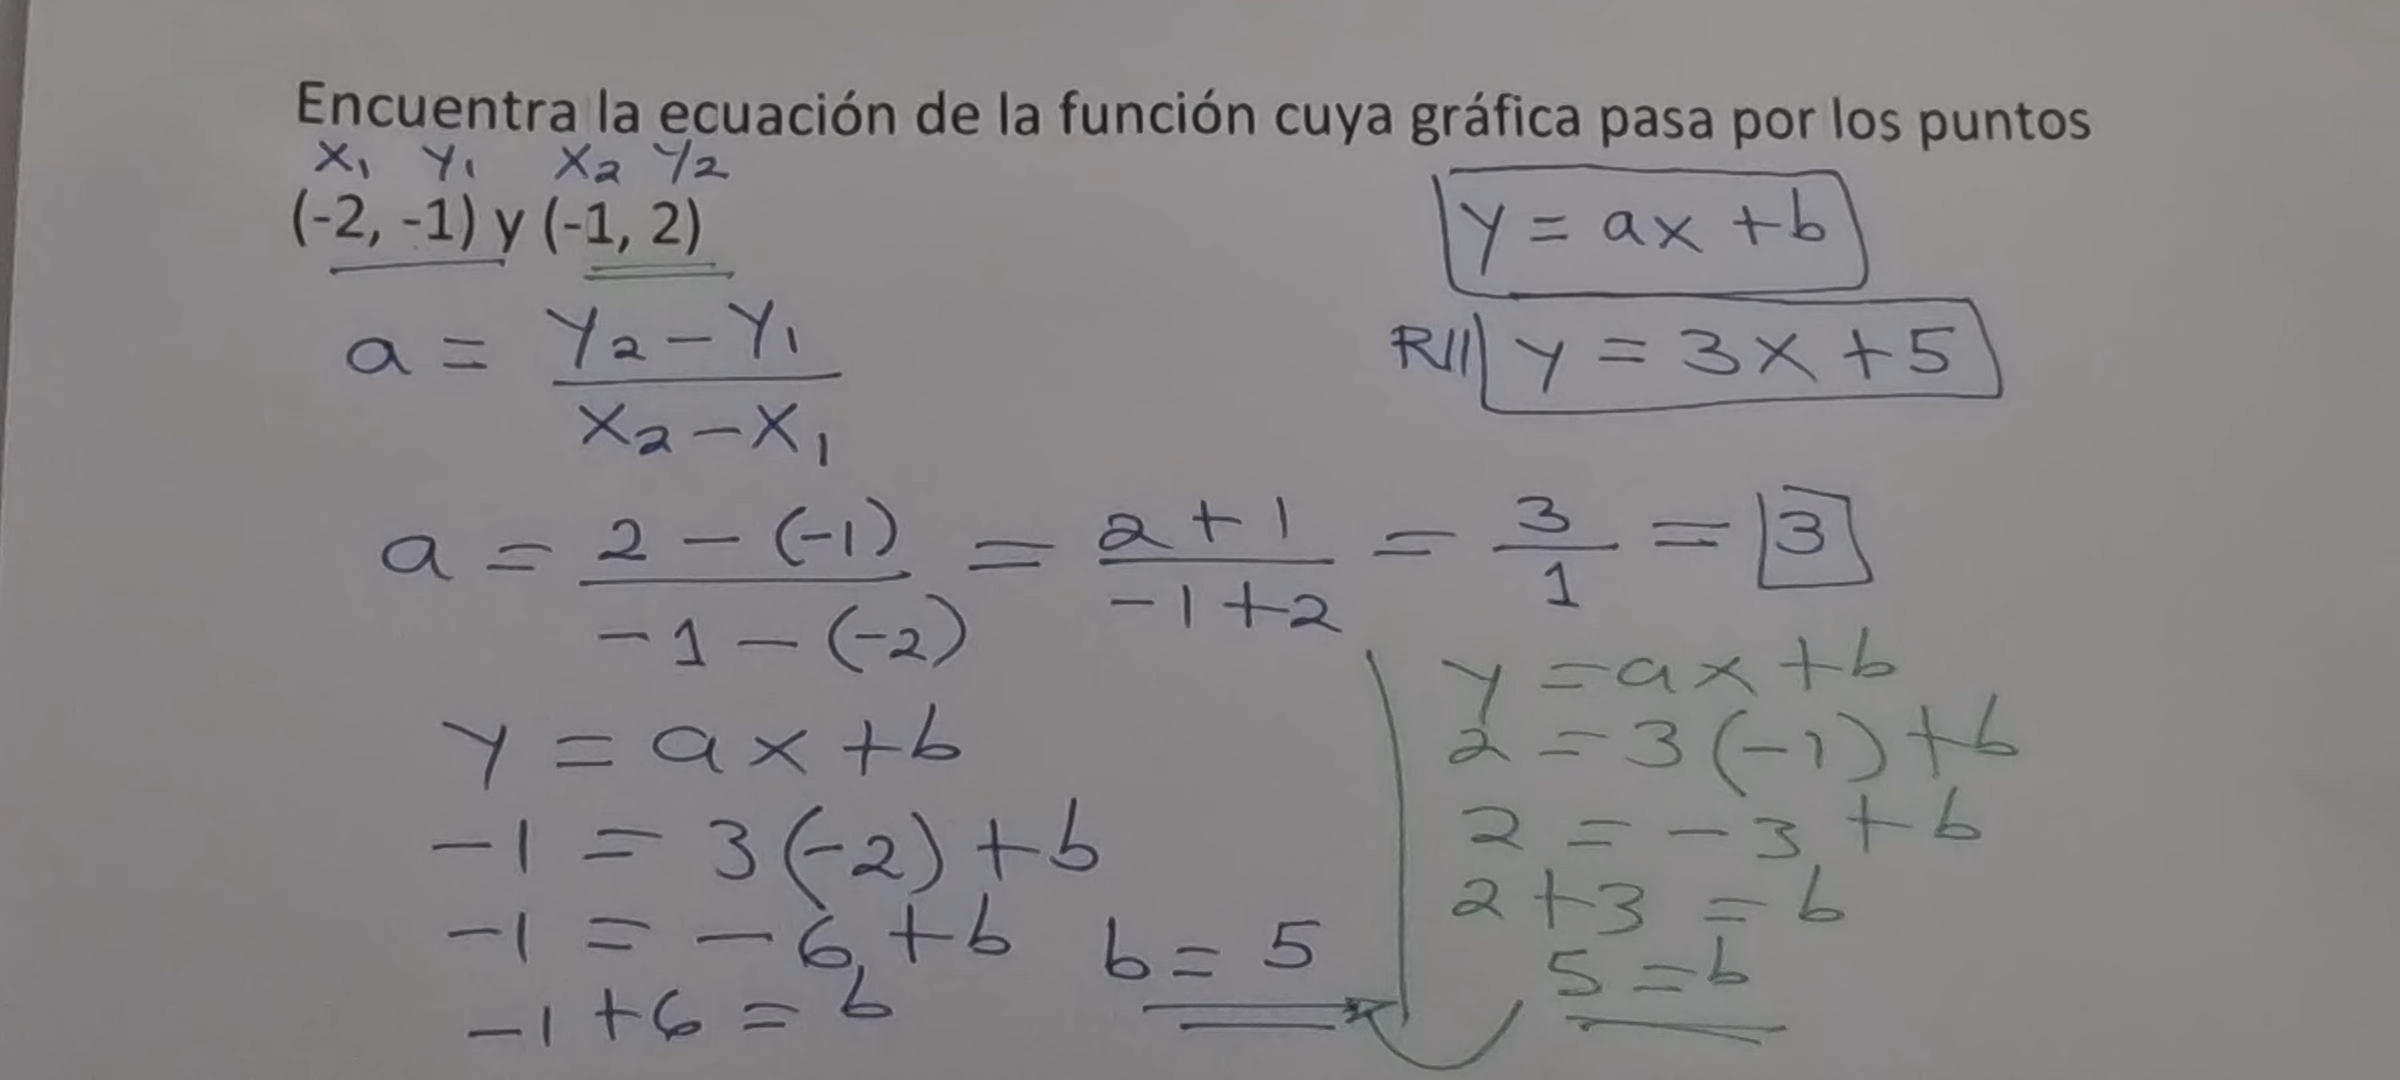 Encuentra la ecuación de la función cuya gráfica pasa por los puntos
x₁ y₁ x₂ y₂
(-2, -1) y (-1, 2)
y = ax + b
a = (y₂ - y₁) / (x₂ - x₁)
R// y = 3x + 5
a = (2 - (-1)) / (-1 - (-2)) = (2 + 1) / (-1 + 2) = 3 / 1 = 3
y = ax + b
-1 = 3(-2) + b
-1 = -6 + b
-1 + 6 = b
b = 5
y = ax + b
2 = 3(-1) + b
2 = -3 + b
2 + 3 = b
5 = b